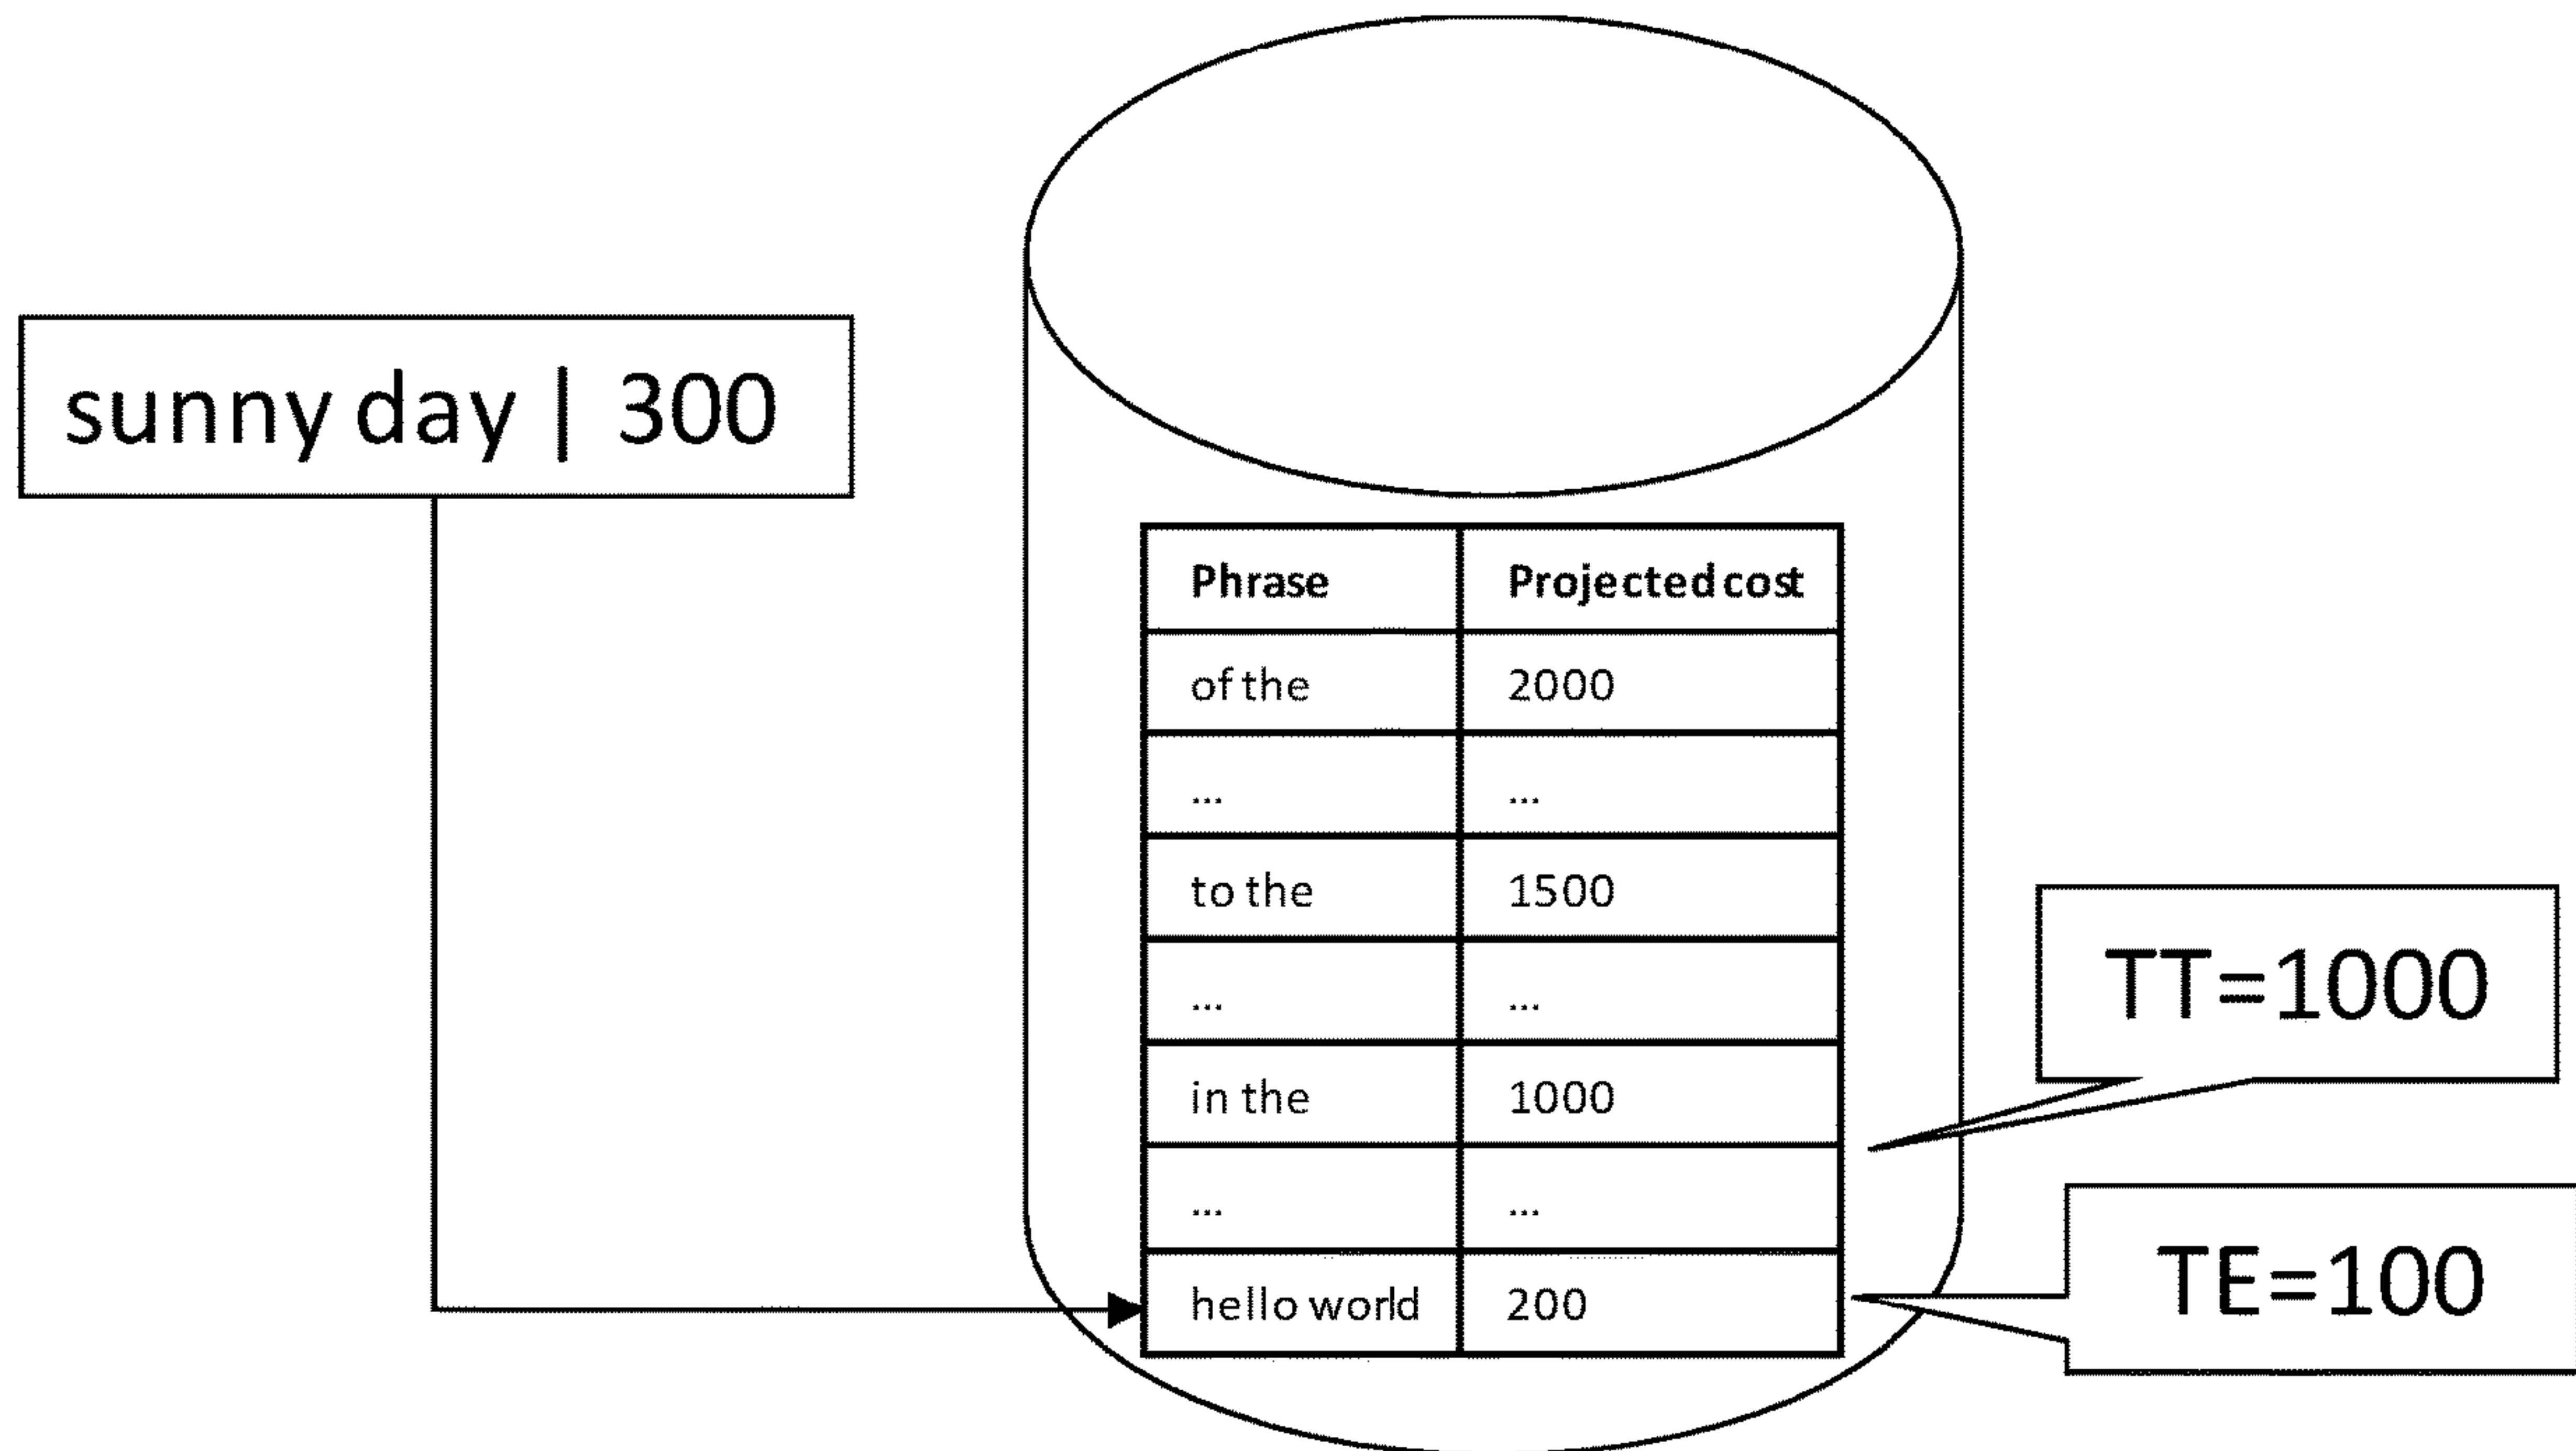 sunny day | 300
Phrase Projected cost
of the 2000
... ...
to the 1500
... ...
in the 1000
... ...
hello world 200
TT=1000
TE=100